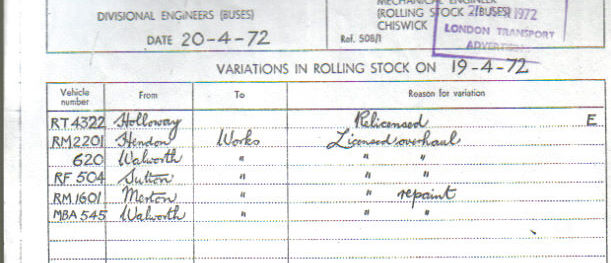 MECHANICAL ENGINEER
DIVISIONAL ENGINEERS (BUSES) (ROLLING STOCK 2/BUSES) 1972
CHISWICK LONDON TRANSPORT
DATE 20-4-72 Ref. 508/1 ADVERTISING
VARIATIONS IN ROLLING STOCK ON 19-4-72
Vehicle number From To Reason for variation
RT 4322 Holloway Relicensed E
RM2201 Hendon Works Licensed overhaul
620 Walworth " " "
RF 504 Sutton " " "
RM 1601 Merton " " repaint
MBA 545 Walworth " " "